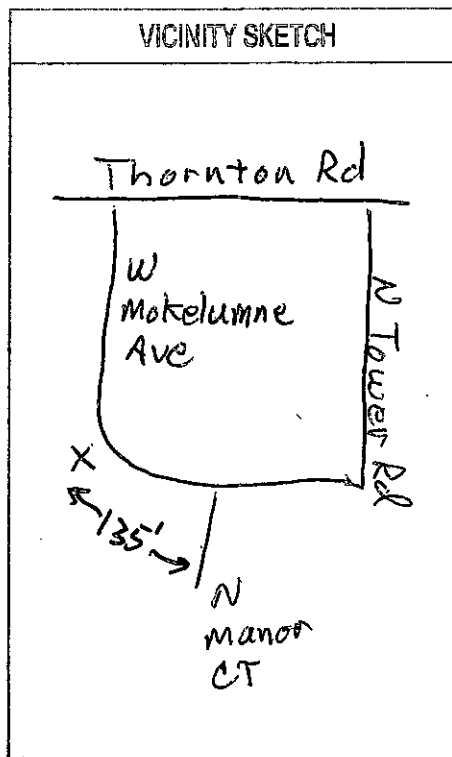 VICINITY SKETCH
Thornton Rd
W
Mokelumne
Ave
N Tower Rd
X
135'
N
Manor
CT